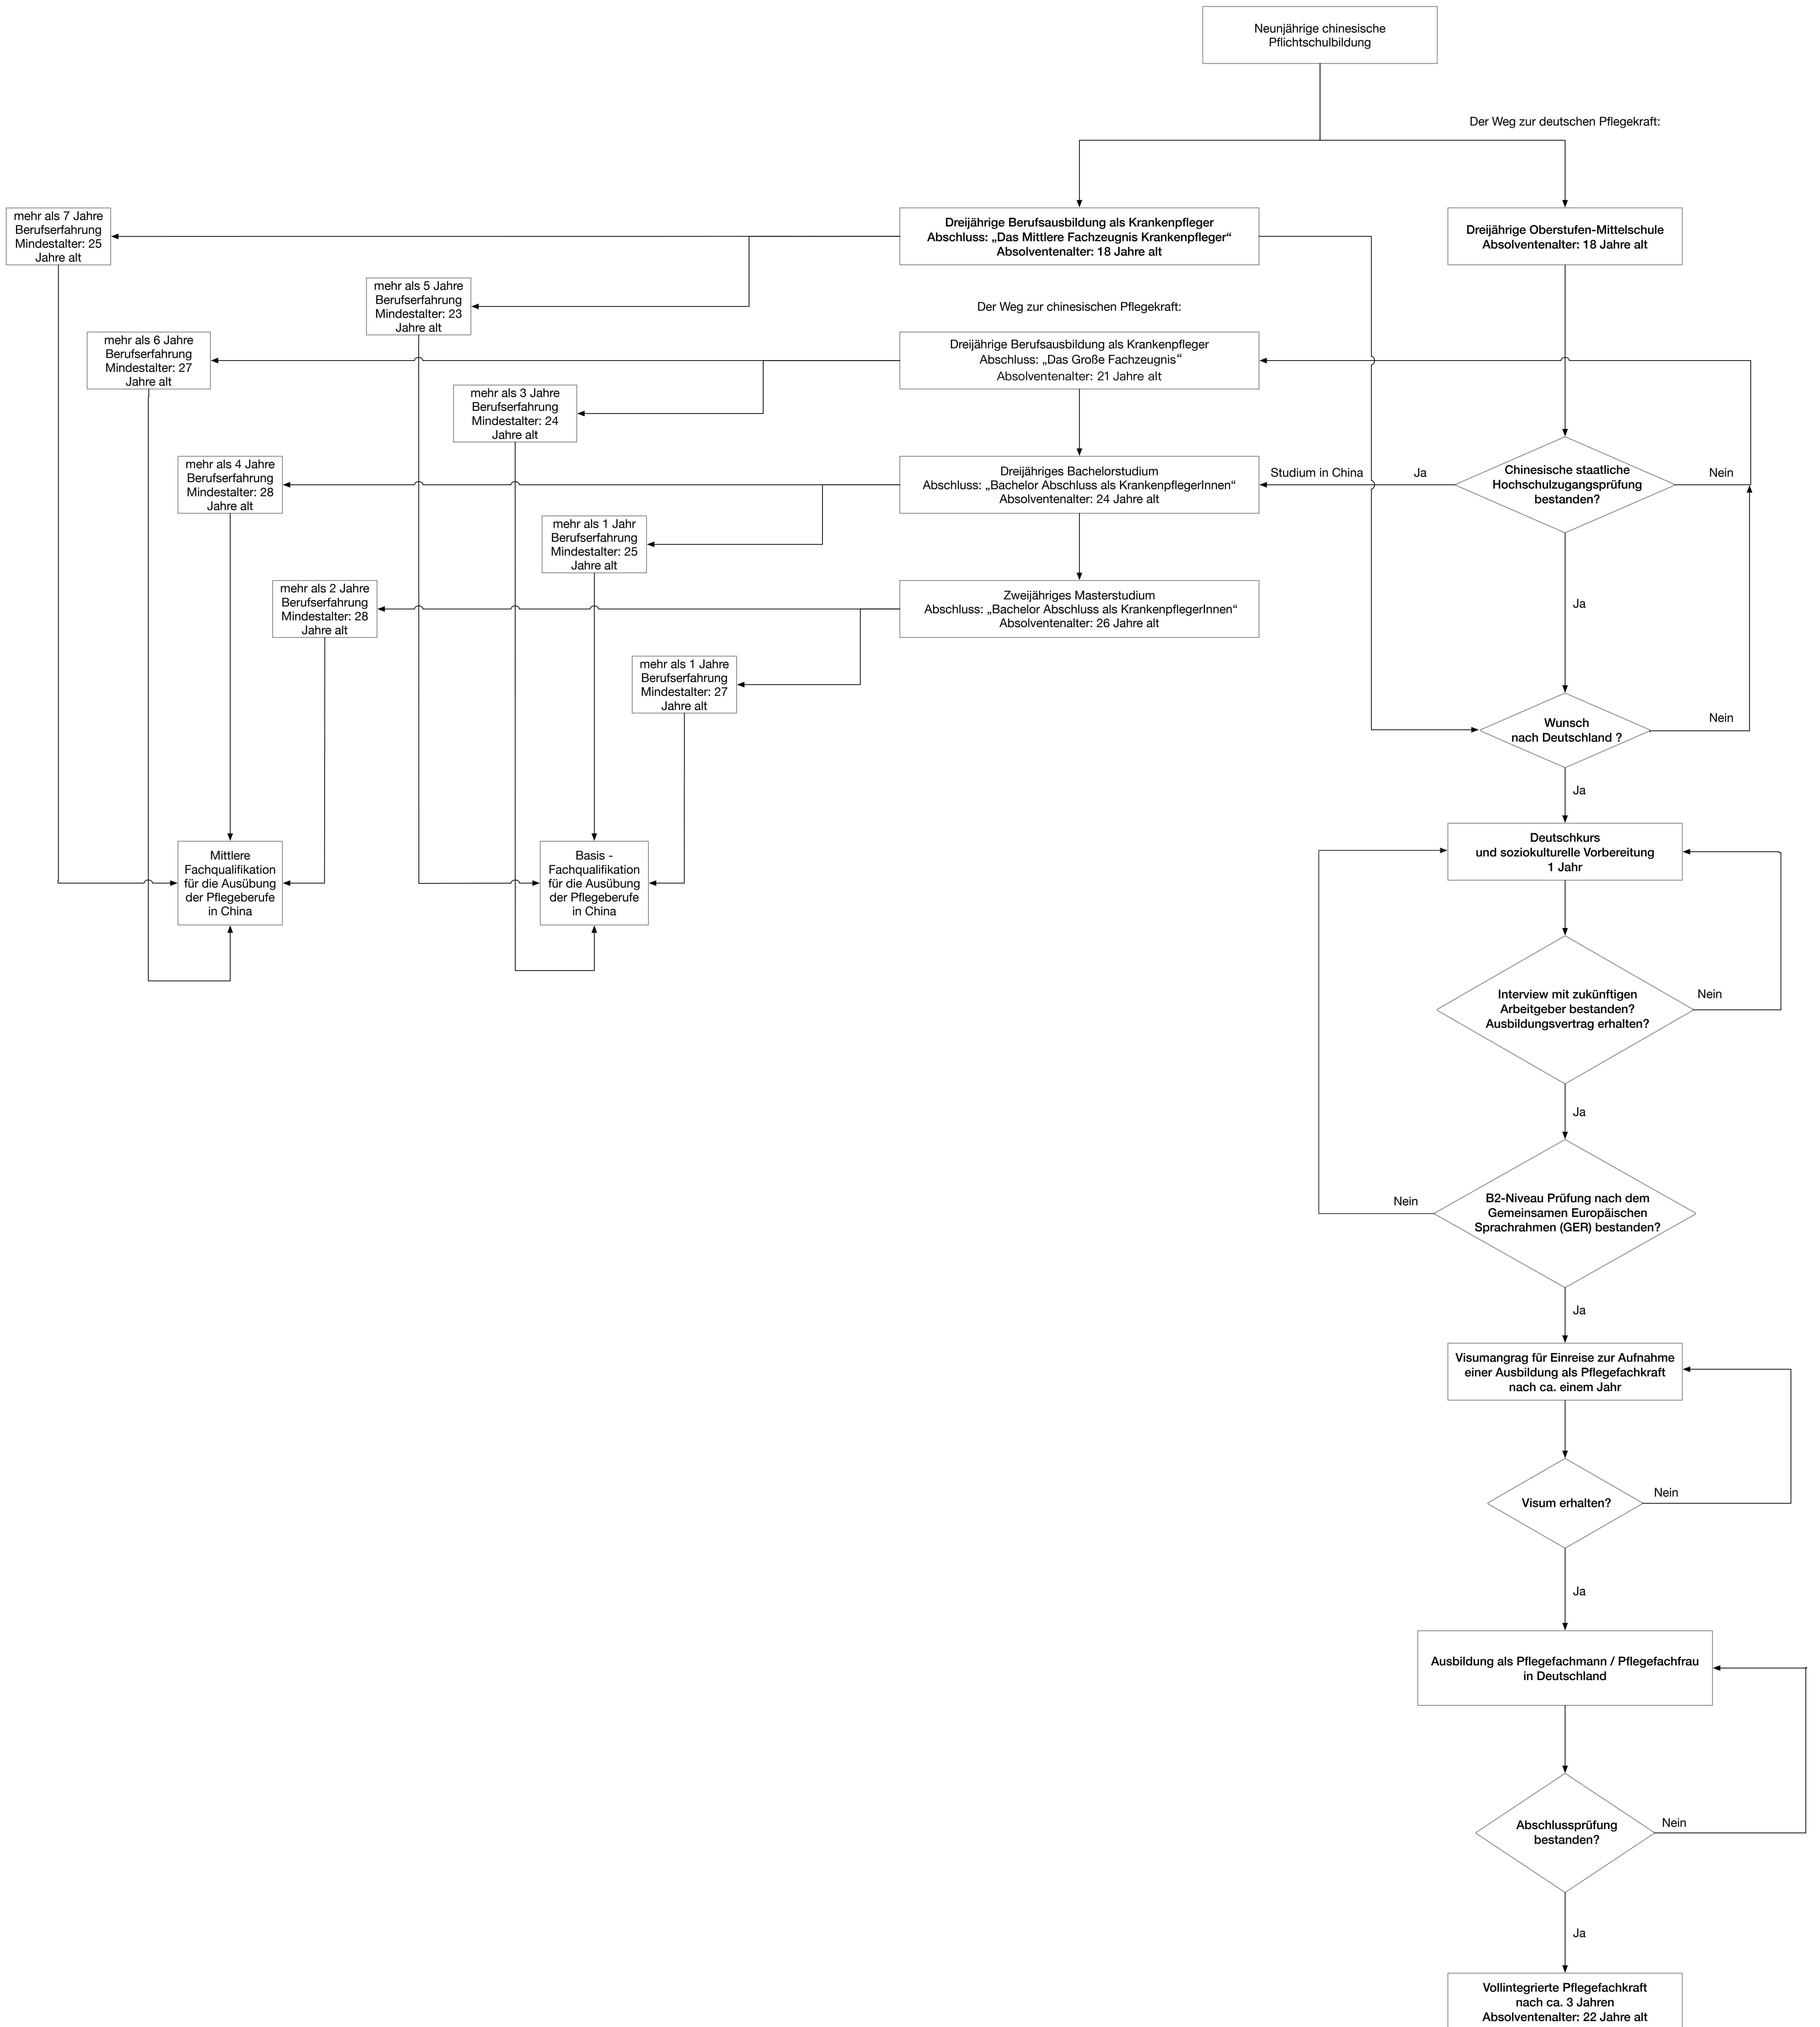 Neunjährige chinesische
Pflichtschulbildung
Der Weg zur deutschen Pflegekraft:
mehr als 7 Jahre
Berufserfahrung
Mindestalter: 25
Jahre alt
Dreijährige Berufsausbildung als Krankenpfleger
Abschluss: „Das Mittlere Fachzeugnis Krankenpfleger“
Absolventenalter: 18 Jahre alt
Dreijährige Oberstufen-Mittelschule
Absolventenalter: 18 Jahre alt
mehr als 5 Jahre
Berufserfahrung
Mindestalter: 23
Jahre alt
Der Weg zur chinesischen Pflegekraft:
mehr als 6 Jahre
Berufserfahrung
Mindestalter: 27
Jahre alt
Dreijährige Berufsausbildung als Krankenpfleger
Abschluss: „Das Große Fachzeugnis“
Absolventenalter: 21 Jahre alt
mehr als 3 Jahre
Berufserfahrung
Mindestalter: 24
Jahre alt
mehr als 4 Jahre
Berufserfahrung
Mindestalter: 28
Jahre alt
Dreijähriges Bachelorstudium
Abschluss: „Bachelor Abschluss als KrankenpflegerInnen“
Absolventenalter: 24 Jahre alt
Studium in China
Ja
Chinesische staatliche
Hochschulzugangsprüfung
bestanden?
Nein
mehr als 1 Jahr
Berufserfahrung
Mindestalter: 25
Jahre alt
mehr als 2 Jahre
Berufserfahrung
Mindestalter: 28
Jahre alt
Zweijähriges Masterstudium
Abschluss: „Bachelor Abschluss als KrankenpflegerInnen“
Absolventenalter: 26 Jahre alt
Ja
mehr als 1 Jahre
Berufserfahrung
Mindestalter: 27
Jahre alt
Wunsch
nach Deutschland ?
Nein
Ja
Mittlere
Fachqualifikation
für die Ausübung
der Pflegeberufe
in China
Basis -
Fachqualifikation
für die Ausübung
der Pflegeberufe
in China
Deutschkurs
und soziokulturelle Vorbereitung
1 Jahr
Interview mit zukünftigen
Arbeitgeber bestanden?
Ausbildungsvertrag erhalten?
Nein
Ja
B2-Niveau Prüfung nach dem
Gemeinsamen Europäischen
Sprachrahmen (GER) bestanden?
Nein
Ja
Visumangrag für Einreise zur Aufnahme
einer Ausbildung als Pflegefachkraft
nach ca. einem Jahr
Visum erhalten?
Nein
Ja
Ausbildung als Pflegefachmann / Pflegefachfrau
in Deutschland
Abschlussprüfung
bestanden?
Nein
Ja
Vollintegrierte Pflegefachkraft
nach ca. 3 Jahren
Absolventenalter: 22 Jahre alt